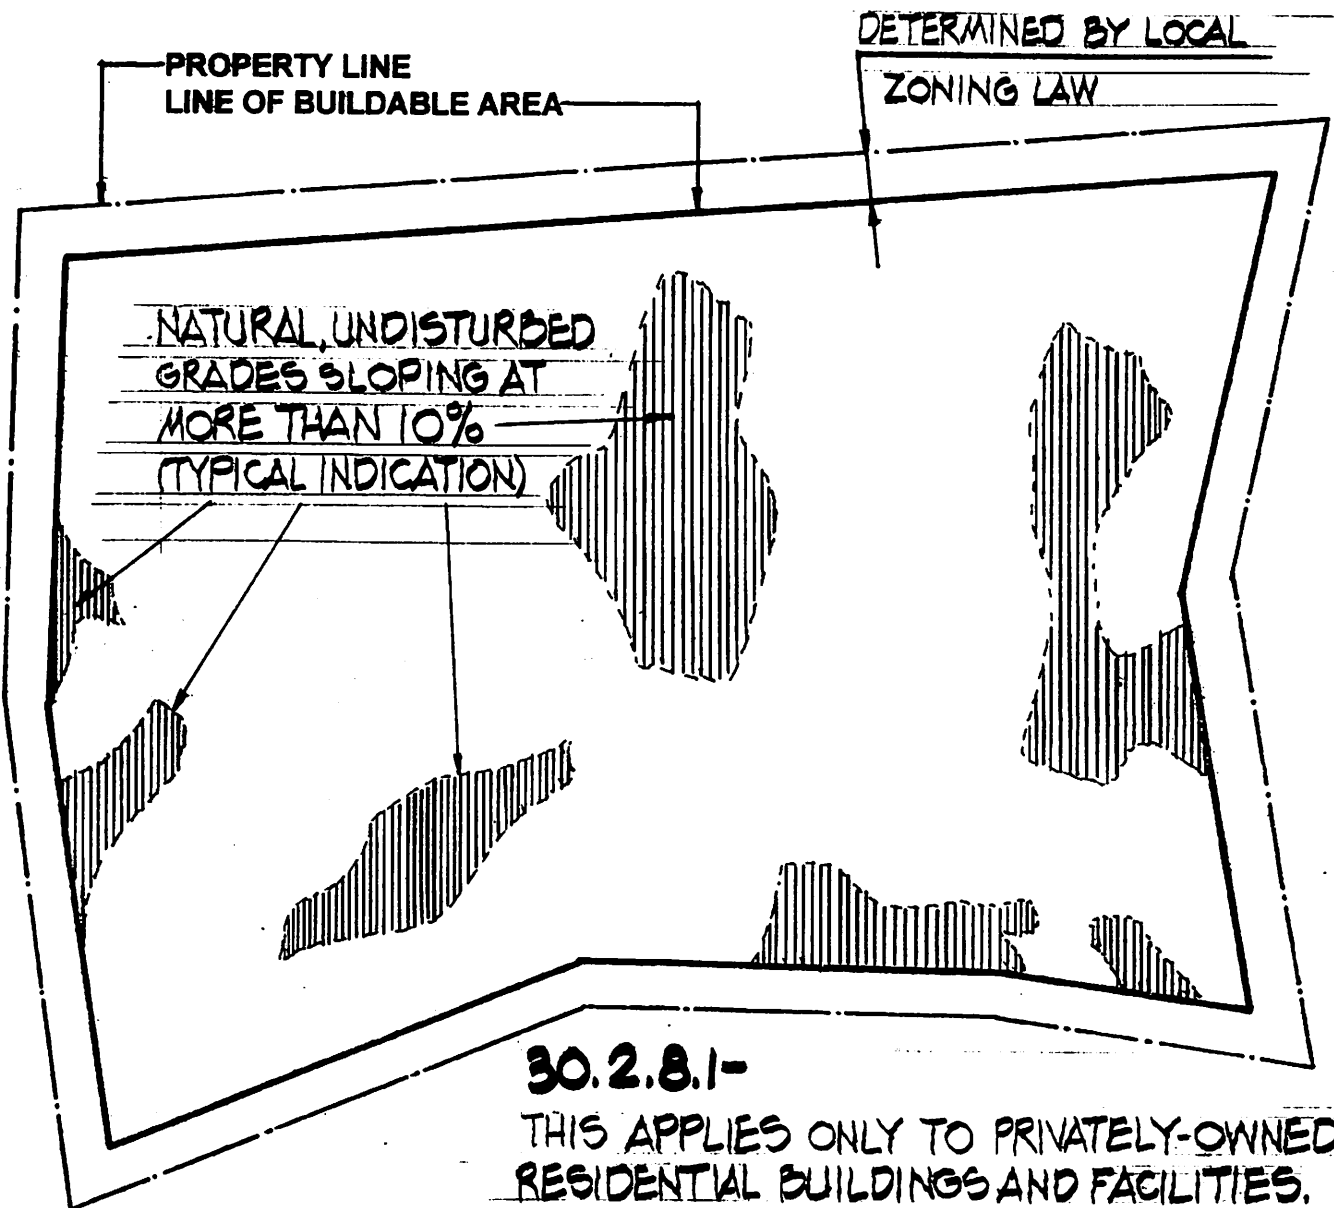 DETERMINED BY LOCAL
ZONING LAW
PROPERTY LINE
LINE OF BUILDABLE AREA
NATURAL, UNDISTURBED
GRADES SLOPING AT
MORE THAN 10%
(TYPICAL INDICATION)
30.2.8.1-
THIS APPLIES ONLY TO PRIVATELY-OWNED
RESIDENTIAL BUILDINGS AND FACILITIES.